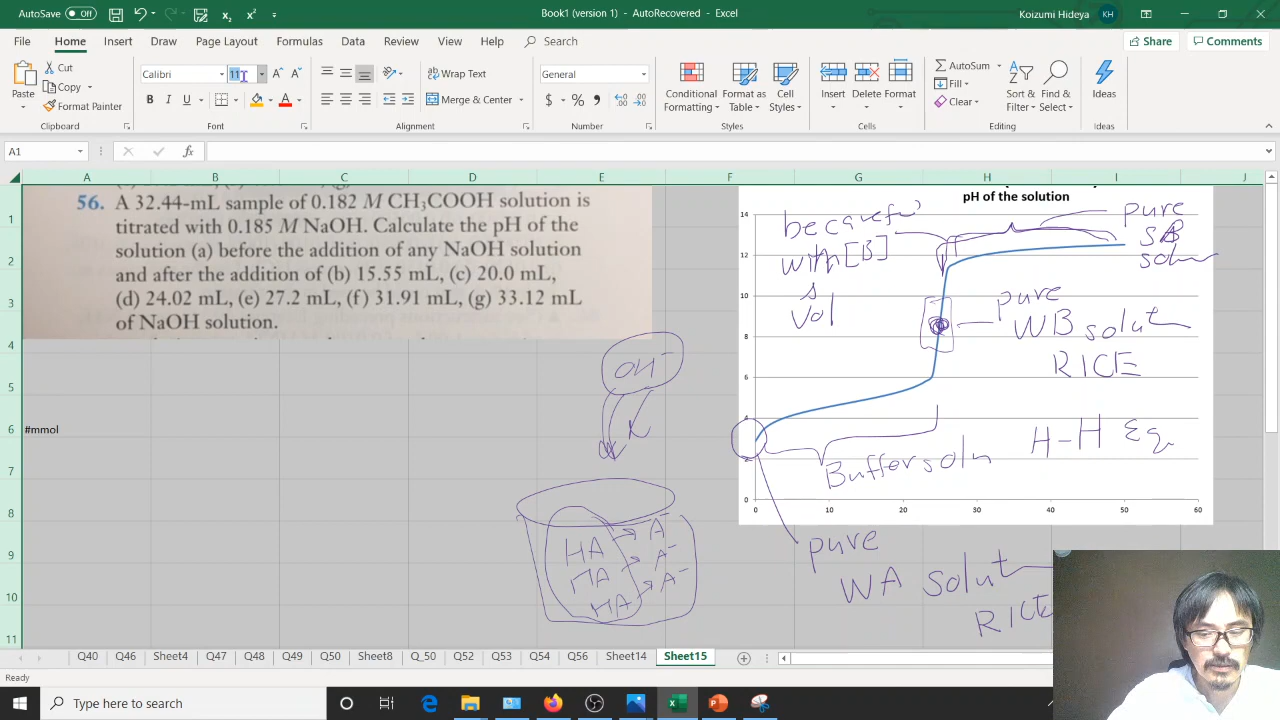 AutoSave Off
Book1 (version 1) - AutoRecovered - Excel
Koizumi Hideya KH
File Home Insert Draw Page Layout Formulas Data Review View Help Search
Share Comments
Paste
Cut
Copy
Format Painter
Calibri 11
B I U
Wrap Text
Merge & Center
General
$ % ,
Conditional Formatting
Format as Table
Cell Styles
Insert Delete Format
AutoSum
Fill
Clear
Sort & Filter
Find & Select
Ideas
Clipboard Font Alignment Number Styles Cells Editing Ideas
A1
fx
A B C D E F G H I J
1
2
3
4
5
6
7
8
9
10
11
56. A 32.44-mL sample of 0.182 M CH3COOH solution is
titrated with 0.185 M NaOH. Calculate the pH of the
solution (a) before the addition of any NaOH solution
and after the addition of (b) 15.55 mL, (c) 20.0 mL,
(d) 24.02 mL, (e) 27.2 mL, (f) 31.91 mL, (g) 33.12 mL
of NaOH solution.
#mmol
OH-
HA → A-
HA → A-
HA → A-
pH of the solution
14
12
10
8
6
4
2
0
0 10 20 30 40 50 60
be careful
with [B]
s
vol
pure
SB
soln
pure
WB solut
RICE
H-H Eq
Buffer soln
pure
WA solut
RICE
Q40 Q46 Sheet4 Q47 Q48 Q49 Q50 Sheet8 Q_50 Q52 Q53 Q54 Q56 Sheet14 Sheet15
Ready
Type here to search